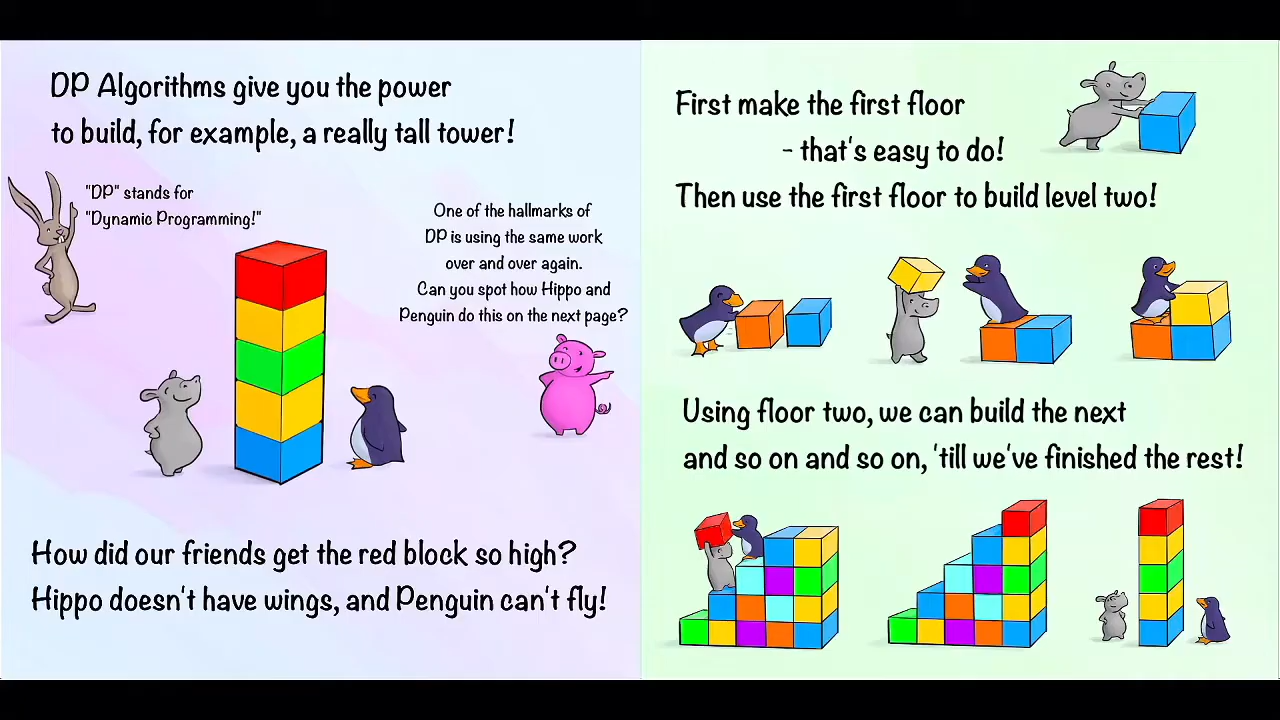 DP Algorithms give you the power
to build, for example, a really tall tower!
"DP" stands for
"Dynamic Programming!"
One of the hallmarks of
DP is using the same work
over and over again.
Can you spot how Hippo and
Penguin do this on the next page?
How did our friends get the red block so high?
Hippo doesn't have wings, and Penguin can't fly!
First make the first floor
- that's easy to do!
Then use the first floor to build level two!
Using floor two, we can build the next
and so on and so on, 'till we've finished the rest!